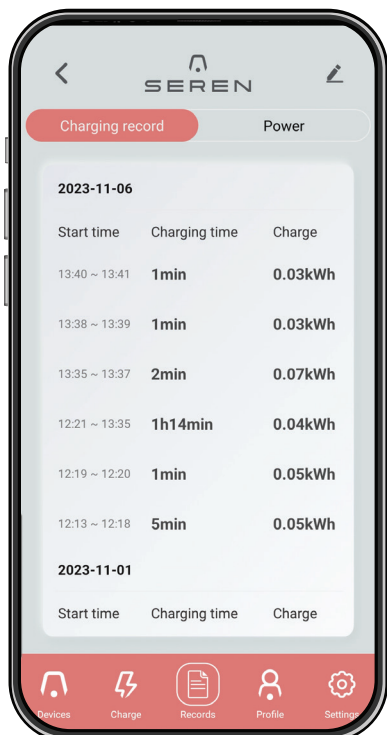 SEREN
Charging record Power
2023-11-06
Start time Charging time Charge
13:40 ~ 13:41 1min 0.03kWh
13:38 ~ 13:39 1min 0.03kWh
13:35 ~ 13:37 2min 0.07kWh
12:21 ~ 13:35 1h14min 0.04kWh
12:19 ~ 12:20 1min 0.05kWh
12:13 ~ 12:18 5min 0.05kWh
2023-11-01
Start time Charging time Charge
Devices Charge Records Profile Settings